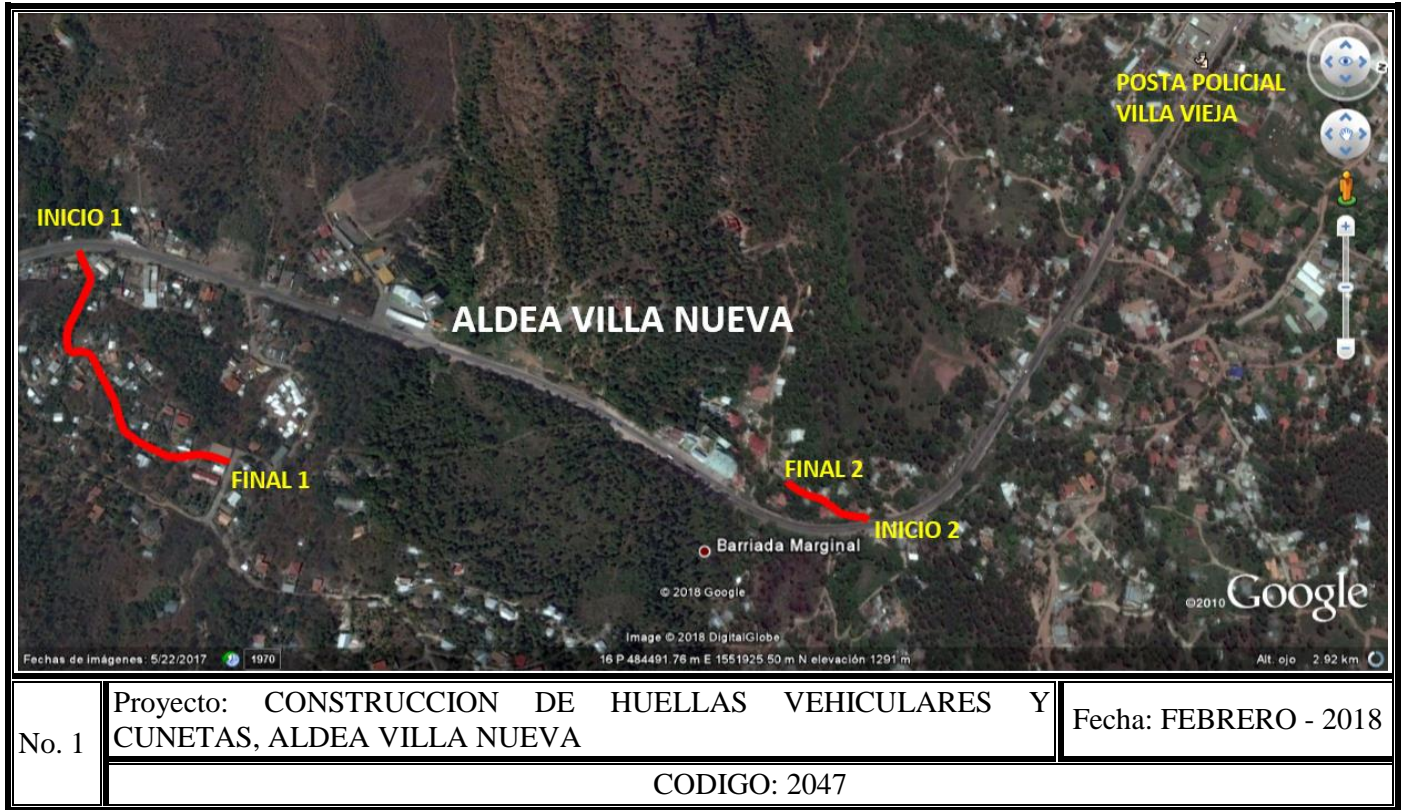 POSTA POLICIAL
VILLA VIEJA
INICIO 1
ALDEA VILLA NUEVA
FINAL 1
FINAL 2
INICIO 2
Barriada Marginal
© 2018 Google
©2010 Google
Image © 2018 DigitalGlobe
Fechas de imágenes: 5/22/2017 1970
16 P 484491.76 m E 1551925.50 m N elevación 1291 m
Alt. ojo 2.92 km
No. 1
Proyecto: CONSTRUCCION DE HUELLAS VEHICULARES Y
CUNETAS, ALDEA VILLA NUEVA
Fecha: FEBRERO - 2018
CODIGO: 2047